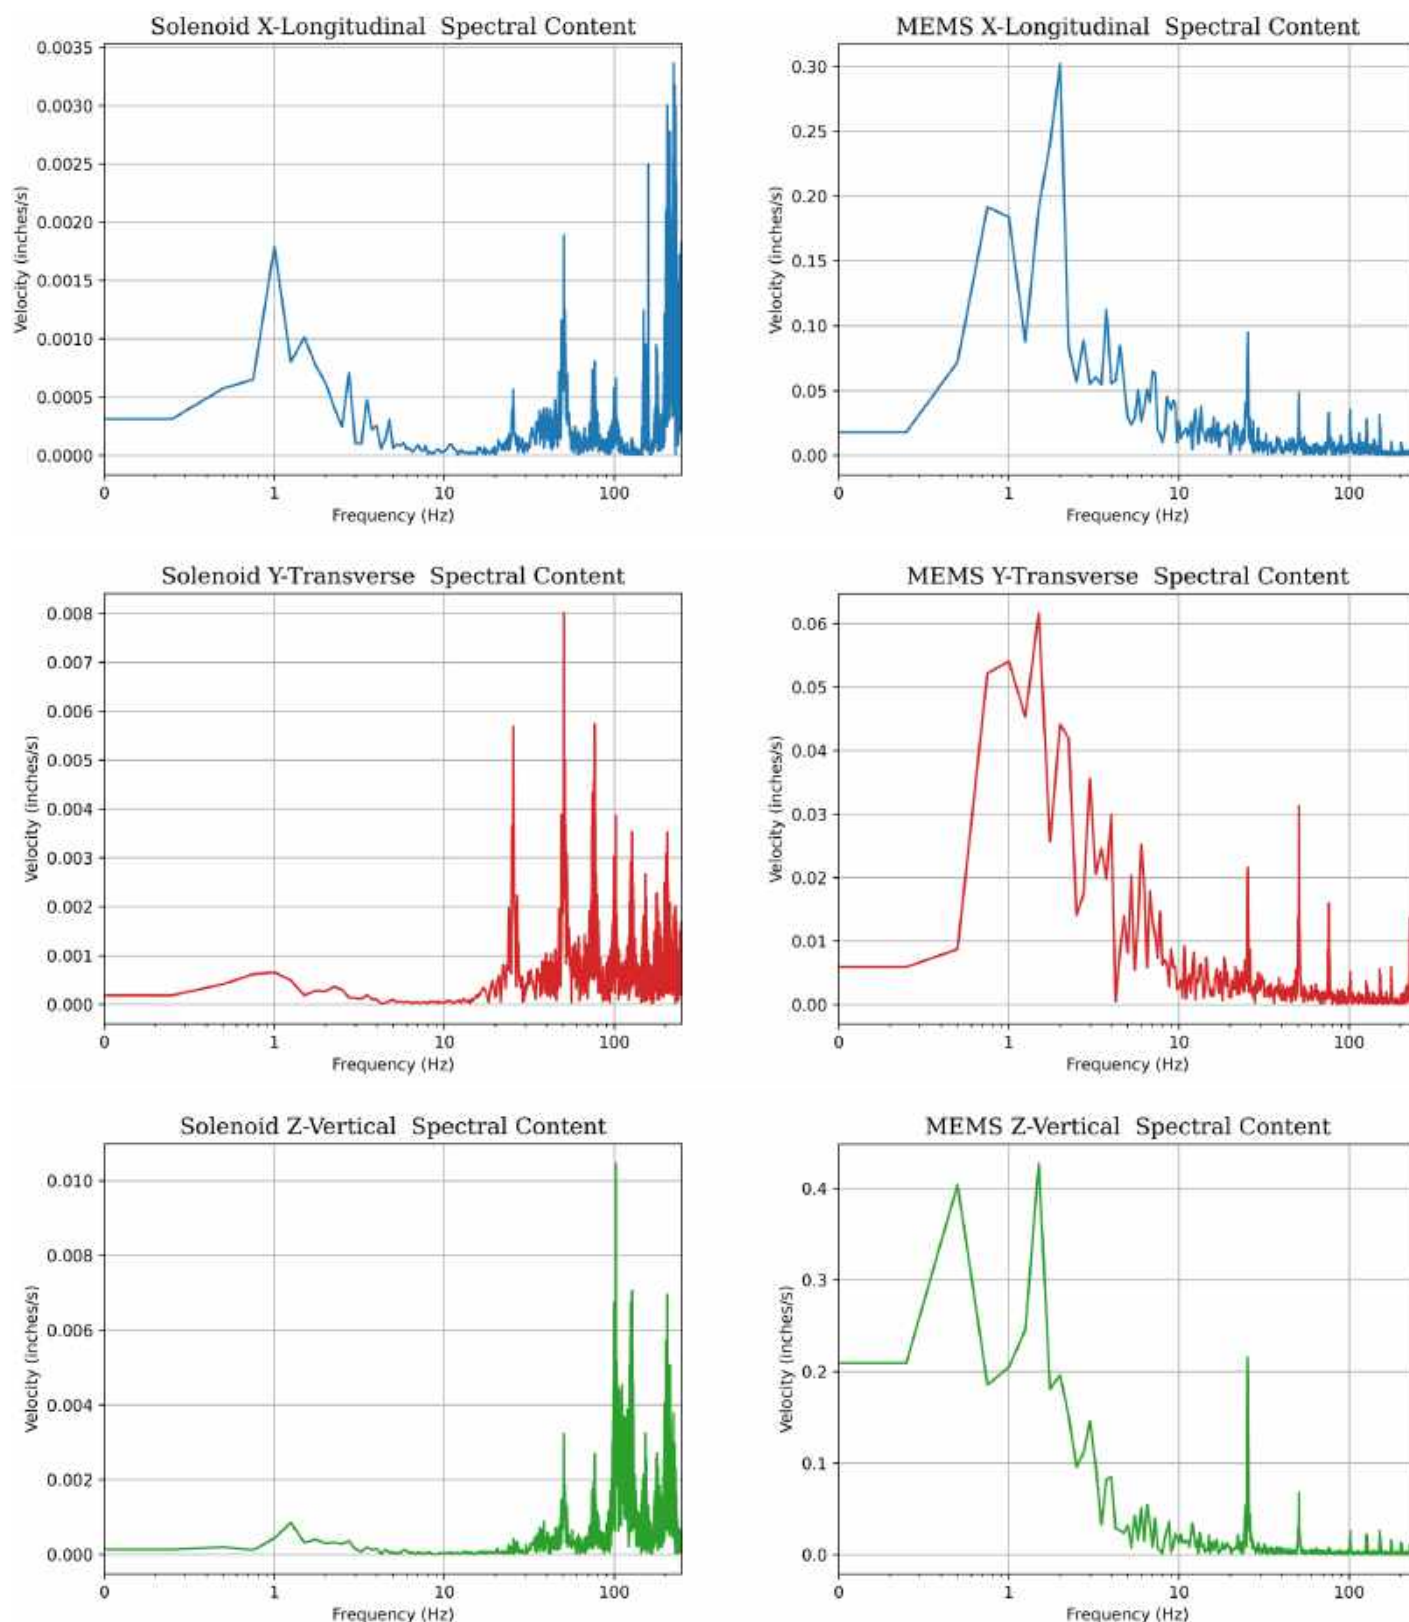 Solenoid X-Longitudinal  Spectral Content
0.0035
0.0030
0.0025
0.0020
0.0015
0.0010
0.0005
0.0000
Velocity (inches/s)
0 1 10 100
Frequency (Hz)
MEMS X-Longitudinal  Spectral Content
0.30
0.25
0.20
0.15
0.10
0.05
0.00
Velocity (inches/s)
0 1 10 100
Frequency (Hz)
Solenoid Y-Transverse  Spectral Content
0.008
0.007
0.006
0.005
0.004
0.003
0.002
0.001
0.000
Velocity (inches/s)
0 1 10 100
Frequency (Hz)
MEMS Y-Transverse  Spectral Content
0.06
0.05
0.04
0.03
0.02
0.01
0.00
Velocity (inches/s)
0 1 10 100
Frequency (Hz)
Solenoid Z-Vertical  Spectral Content
0.010
0.008
0.006
0.004
0.002
0.000
Velocity (inches/s)
0 1 10 100
Frequency (Hz)
MEMS Z-Vertical  Spectral Content
0.4
0.3
0.2
0.1
0.0
Velocity (inches/s)
0 1 10 100
Frequency (Hz)